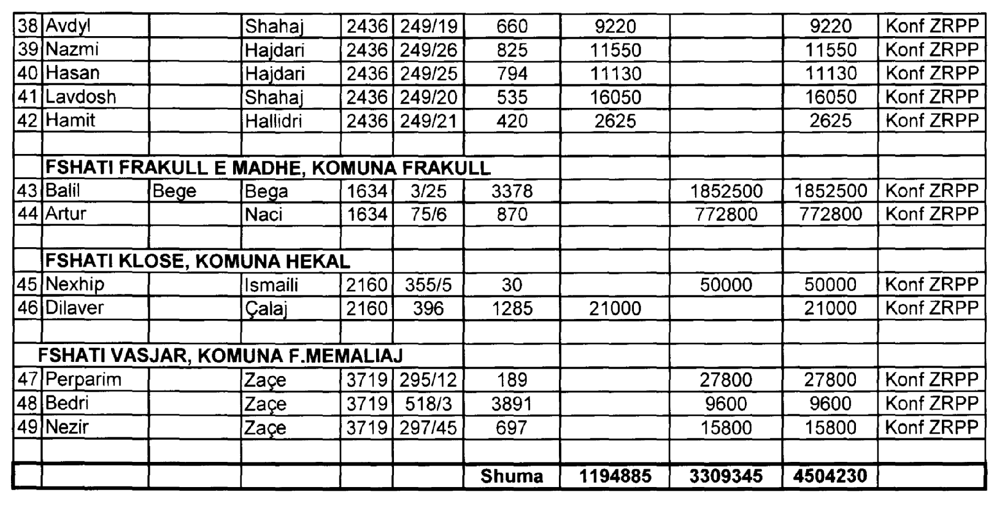 38 Avdyl Shahaj 2436 249/19 660 9220 9220 Konf ZRPP
39 Nazmi Hajdari 2436 249/26 825 11550 11550 Konf ZRPP
40 Hasan Hajdari 2436 249/25 794 11130 11130 Konf ZRPP
41 Lavdosh Shahaj 2436 249/20 535 16050 16050 Konf ZRPP
42 Hamit Hallidri 2436 249/21 420 2625 2625 Konf ZRPP
FSHATI FRAKULL E MADHE, KOMUNA FRAKULL
43 Balil Bege Bega 1634 3/25 3378 1852500 1852500 Konf ZRPP
44 Artur Naci 1634 75/6 870 772800 772800 Konf ZRPP
FSHATI KLOSE, KOMUNA HEKAL
45 Nexhip Ismaili 2160 355/5 30 50000 50000 Konf ZRPP
46 Dilaver Çalaj 2160 396 1285 21000 21000 Konf ZRPP
FSHATI VASJAR, KOMUNA F.MEMALIAJ
47 Perparim Zaçe 3719 295/12 189 27800 27800 Konf ZRPP
48 Bedri Zaçe 3719 518/3 3891 9600 9600 Konf ZRPP
49 Nezir Zaçe 3719 297/45 697 15800 15800 Konf ZRPP
Shuma 1194885 3309345 4504230